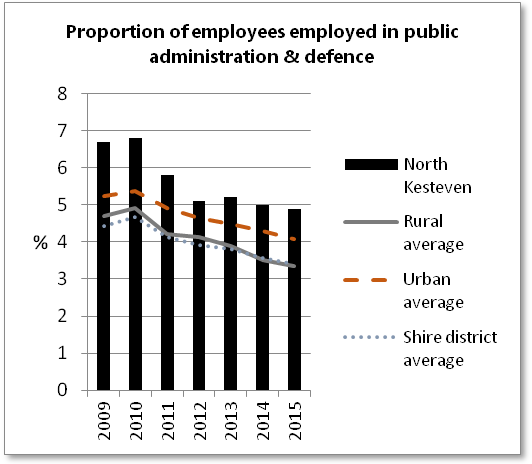 Proportion of employees employed in public
administration & defence
8
7
6
5
4
3
2
1
0
%
2009
2010
2011
2012
2013
2014
2015
North
Kesteven
Rural
average
Urban
average
Shire district
average